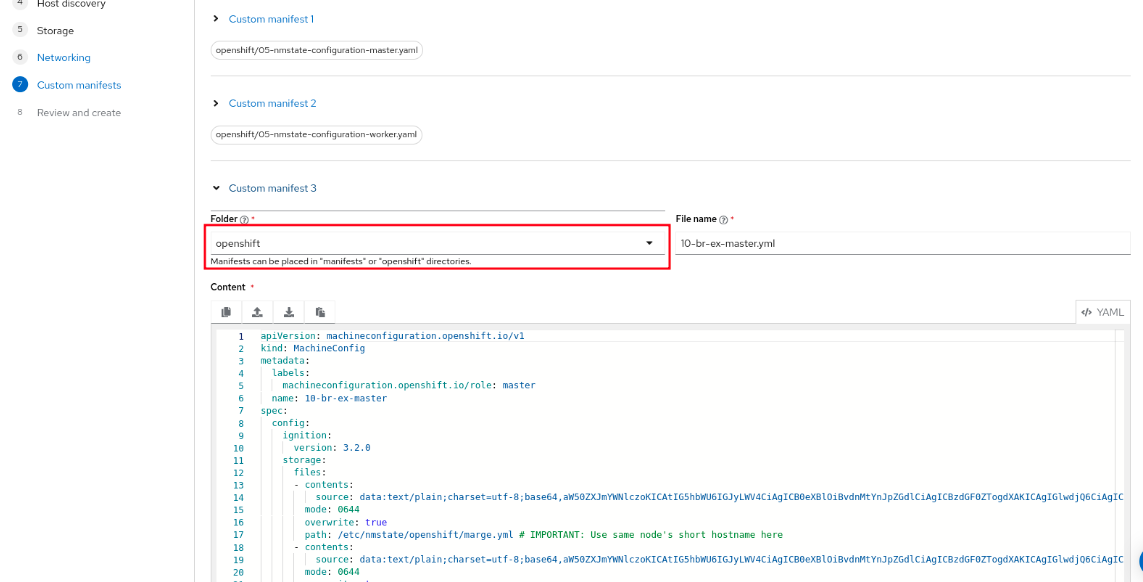 4 Host discovery
5 Storage
6 Networking
7 Custom manifests
8 Review and create
Custom manifest 1
openshift/05-nmstate-configuration-master.yaml
Custom manifest 2
openshift/05-nmstate-configuration-worker.yaml
Custom manifest 3
Folder ? *
openshift
Manifests can be placed in "manifests" or "openshift" directories.
File name ? *
10-br-ex-master.yml
Content *
</> YAML
1 apiVersion: machineconfiguration.openshift.io/v1
2 kind: MachineConfig
3 metadata:
4 labels:
5 machineconfiguration.openshift.io/role: master
6 name: 10-br-ex-master
7 spec:
8 config:
9 ignition:
10 version: 3.2.0
11 storage:
12 files:
13 - contents:
14 source: data:text/plain;charset=utf-8;base64,
15 mode: 0644
16 overwrite: true
17 path: /etc/nmstate/openshift/marge.yml # IMPORTANT: Use same node's short hostname here
18 - contents:
19 source: data:text/plain;charset=utf-8;base64,
20 mode: 0644